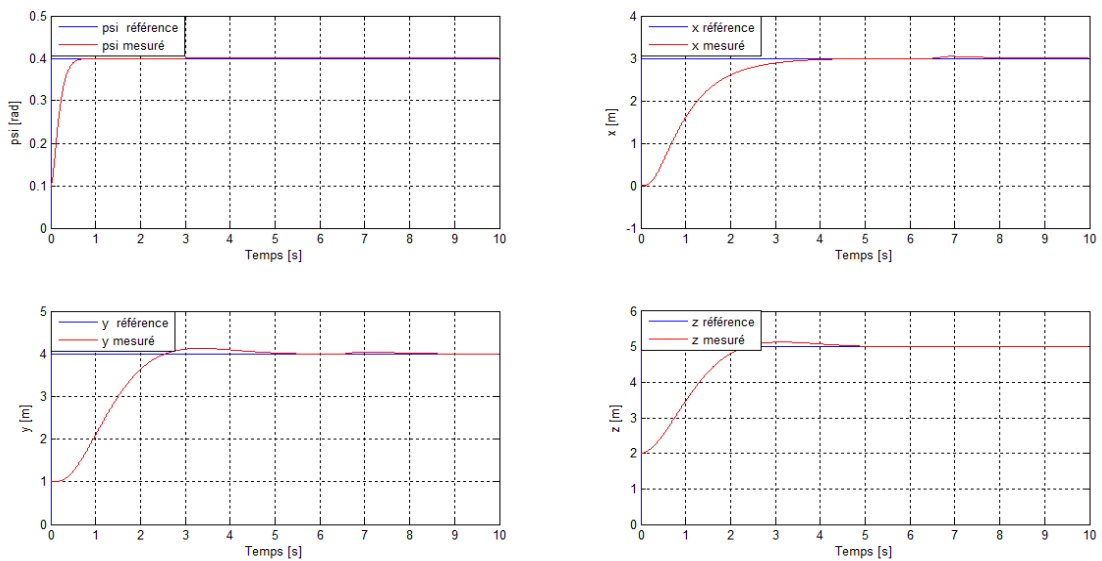 0.5
0.4
0.3
0.2
0.1
0
psi [rad]
psi référence
psi mesuré
0 1 2 3 4 5 6 7 8 9 10
Temps [s]
4
3
2
1
0
-1
x [m]
x référence
x mesuré
0 1 2 3 4 5 6 7 8 9 10
Temps [s]
5
4
3
2
1
0
y [m]
y référence
y mesuré
0 1 2 3 4 5 6 7 8 9 10
Temps [s]
6
5
4
3
2
1
0
z [m]
z référence
z mesuré
0 1 2 3 4 5 6 7 8 9 10
Temps [s]